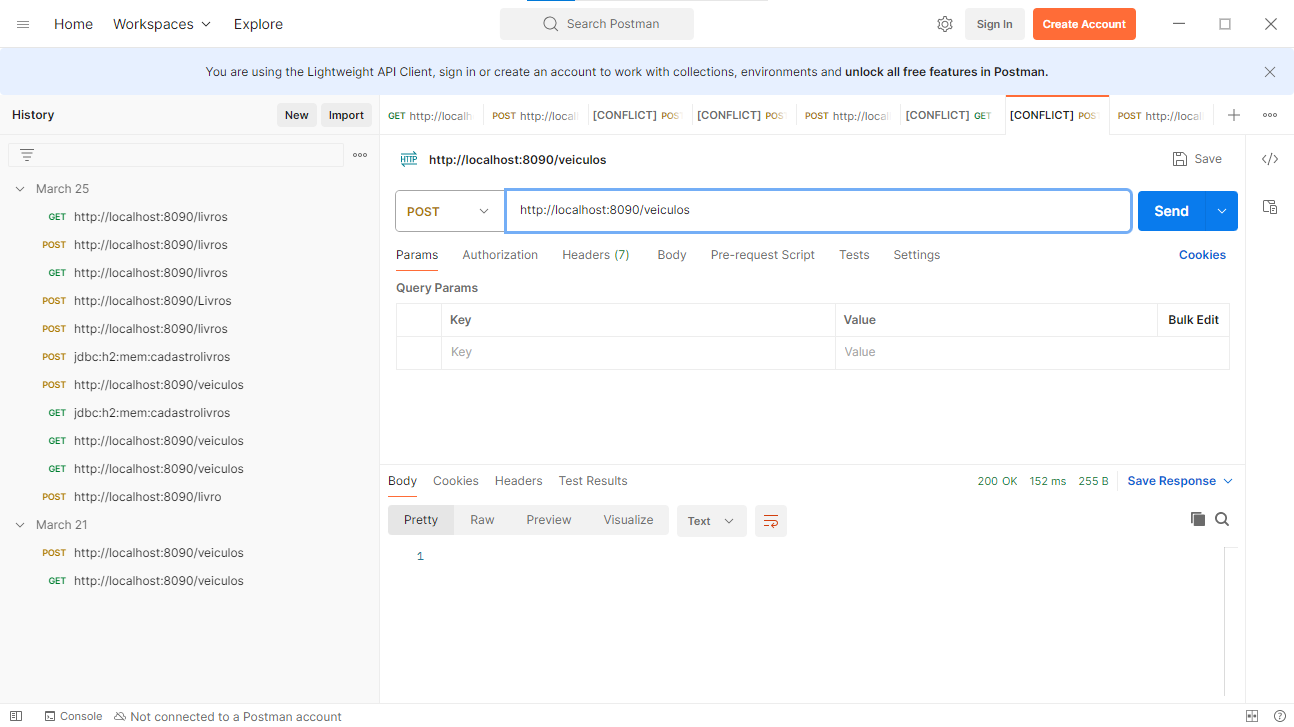 Home Workspaces Explore Search Postman Sign In Create Account
You are using the Lightweight API Client, sign in or create an account to work with collections, environments and unlock all free features in Postman.
History New Import
GET http://localh POST http://local [CONFLICT] POST [CONFLICT] POST POST http://local [CONFLICT] GET [CONFLICT] POS POST http://local
HTTP http://localhost:8090/veiculos Save
March 25
GET http://localhost:8090/livros
POST http://localhost:8090/livros
GET http://localhost:8090/livros
POST http://localhost:8090/Livros
POST http://localhost:8090/livros
POST jdbc:h2:mem:cadastrolivros
POST http://localhost:8090/veiculos
GET jdbc:h2:mem:cadastrolivros
GET http://localhost:8090/veiculos
GET http://localhost:8090/veiculos
POST http://localhost:8090/livro
March 21
POST http://localhost:8090/veiculos
GET http://localhost:8090/veiculos
POST http://localhost:8090/veiculos Send
Params Authorization Headers (7) Body Pre-request Script Tests Settings Cookies
Query Params
Key Value Bulk Edit
Key Value
Body Cookies Headers Test Results 200 OK 152 ms 255 B Save Response
Pretty Raw Preview Visualize Text
1
Console Not connected to a Postman account